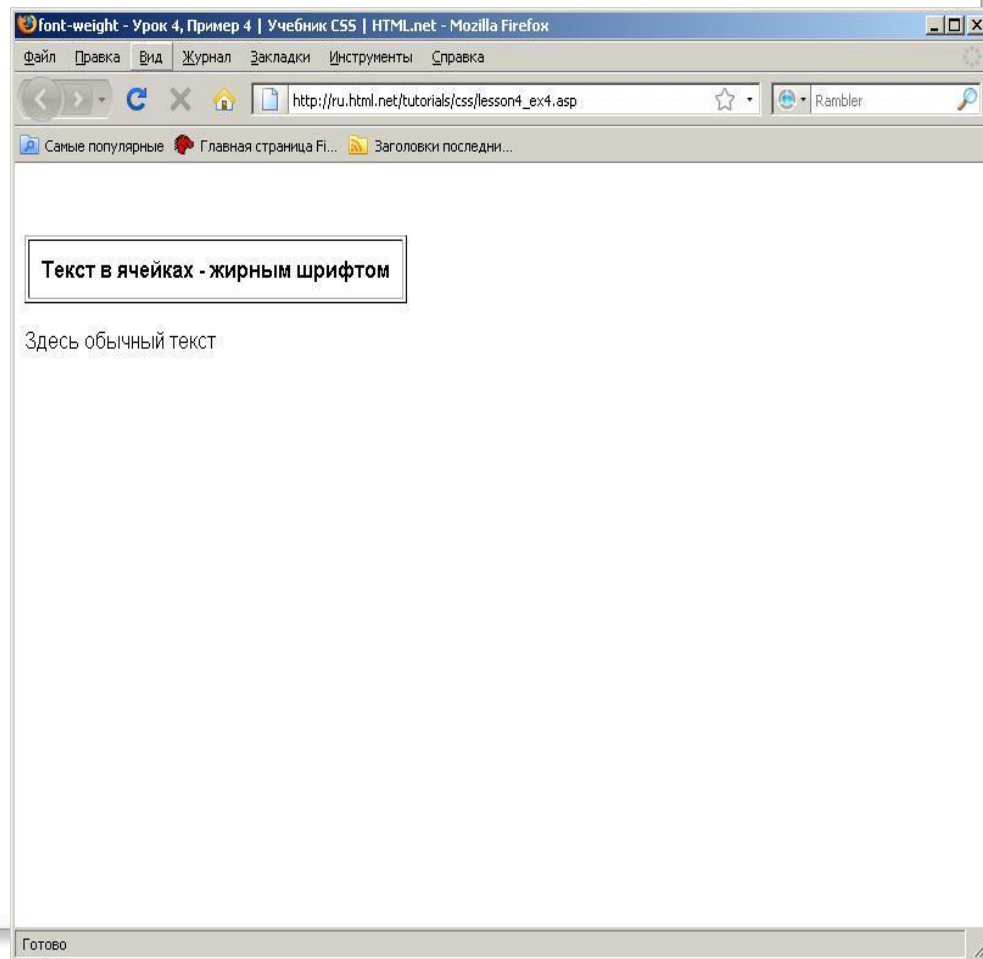 font-weight - Урок 4, Пример 4 | Учебник CSS | HTML.net - Mozilla Firefox
Файл Правка Вид Журнал Закладки Инструменты Справка
http://ru.html.net/tutorials/css/lesson4_ex4.asp Rambler
Самые популярные Главная страница Fi... Заголовки последни...
Текст в ячейках - жирным шрифтом
Здесь обычный текст
Готово